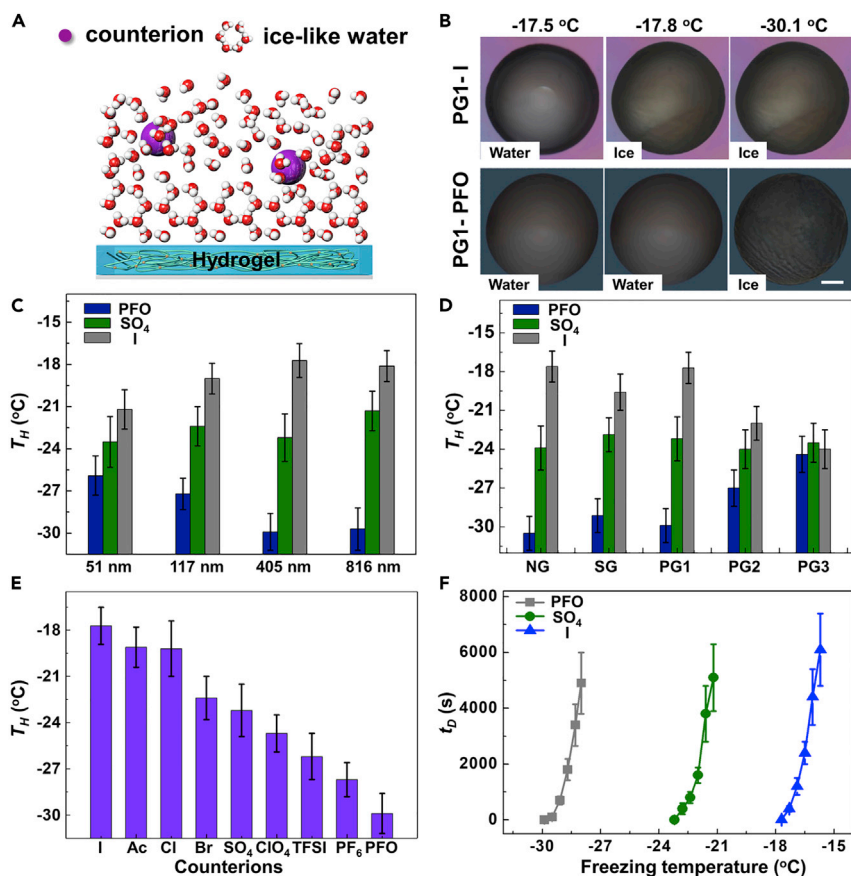 A
counterion
ice-like water
Hydrogel
B
-17.5 °C
-17.8 °C
-30.1 °C
PG1- I
Water
Ice
Ice
PG1- PFO
Water
Water
Ice
C
PFO
SO4
I
TH (°C)
-15
-18
-21
-24
-27
-30
51 nm
117 nm
405 nm
816 nm
D
PFO
SO4
I
TH (°C)
-15
-18
-21
-24
-27
-30
NG
SG
PG1
PG2
PG3
E
TH (°C)
-15
-18
-21
-24
-27
-30
I
Ac
Cl
Br
SO4
ClO4
TFSI
PF6
PFO
Counterions
F
PFO
SO4
I
tD (s)
8000
6000
4000
2000
0
-30
-27
-24
-21
-18
-15
Freezing temperature (°C)